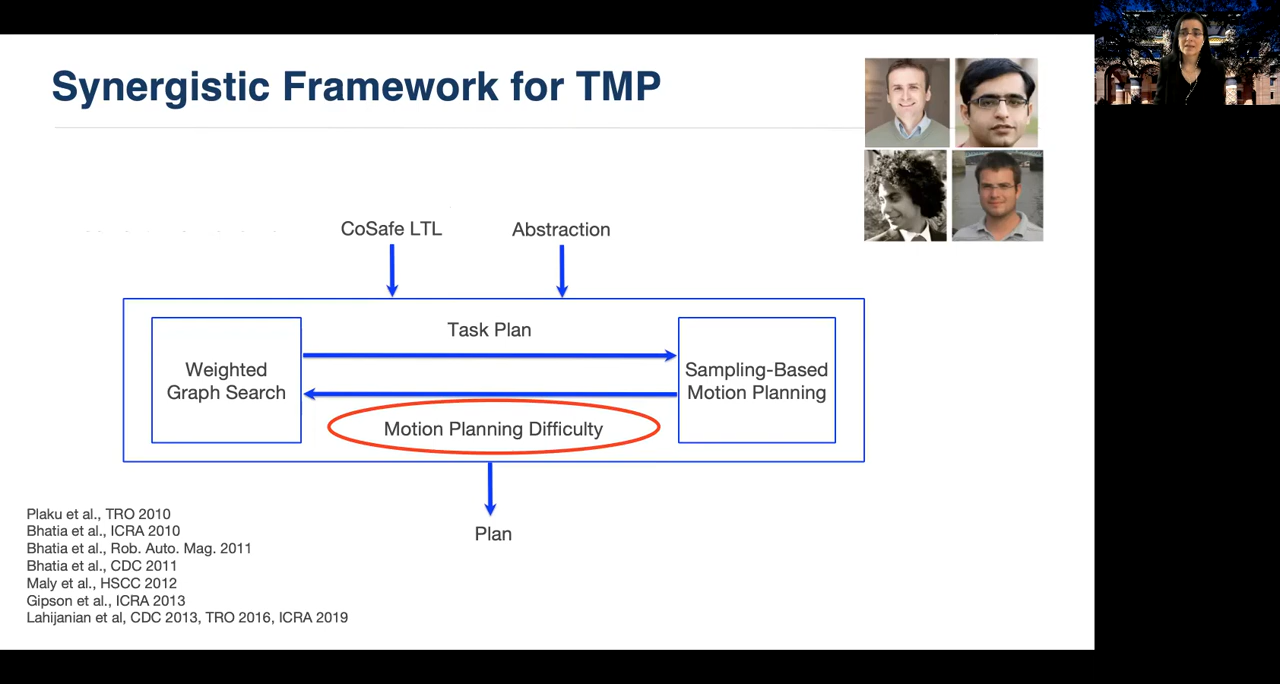 Synergistic Framework for TMP
CoSafe LTL
Abstraction
Task Plan
Weighted
Graph Search
Sampling-Based
Motion Planning
Motion Planning Difficulty
Plan
Plaku et al., TRO 2010
Bhatia et al., ICRA 2010
Bhatia et al., Rob. Auto. Mag. 2011
Bhatia et al., CDC 2011
Maly et al., HSCC 2012
Gipson et al., ICRA 2013
Lahijanian et al, CDC 2013, TRO 2016, ICRA 2019